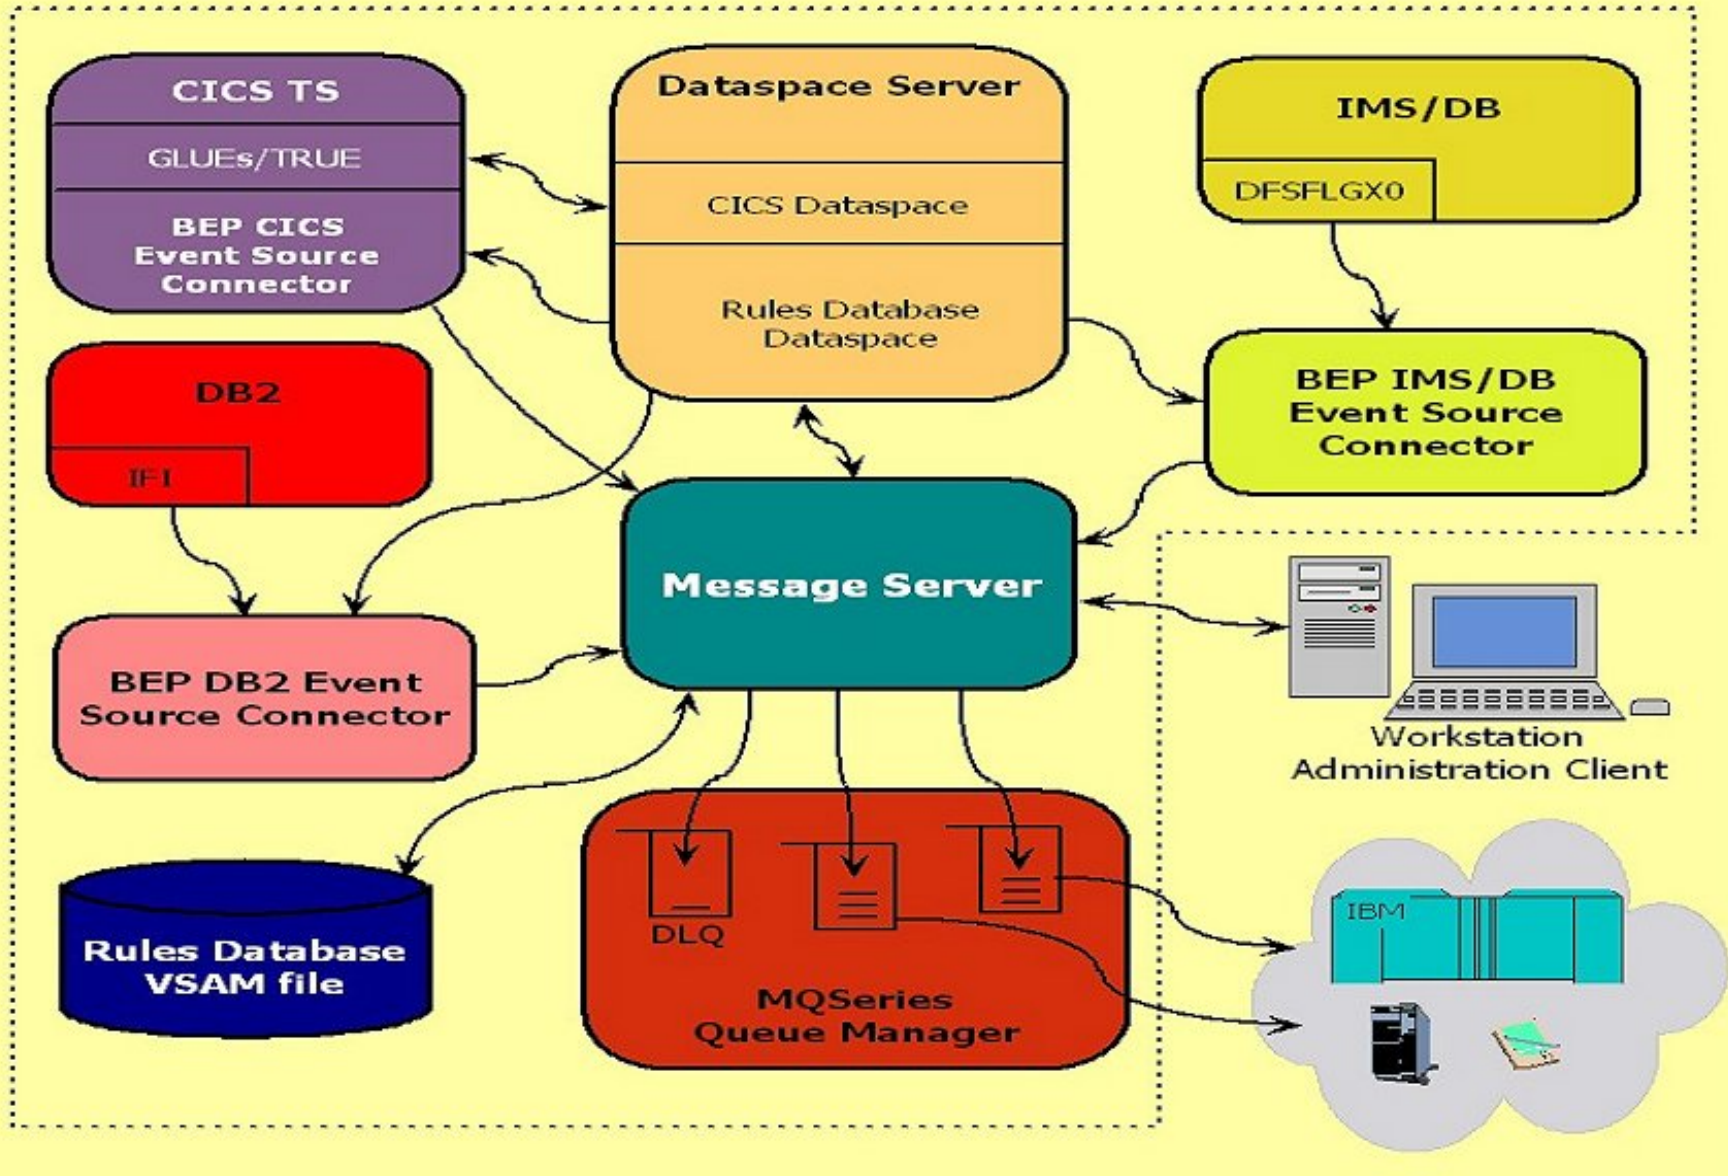 CICS TS
GLUEs/TRUE
BEP CICS
Event Source
Connector
Dataspace Server
CICS Dataspace
Rules Database
Dataspace
IMS/DB
DFSFLGX0
BEP IMS/DB
Event Source
Connector
DB2
IFI
Message Server
BEP DB2 Event
Source Connector
Workstation
Administration Client
Rules Database
VSAM file
DLQ
MQSeries
Queue Manager
IBM